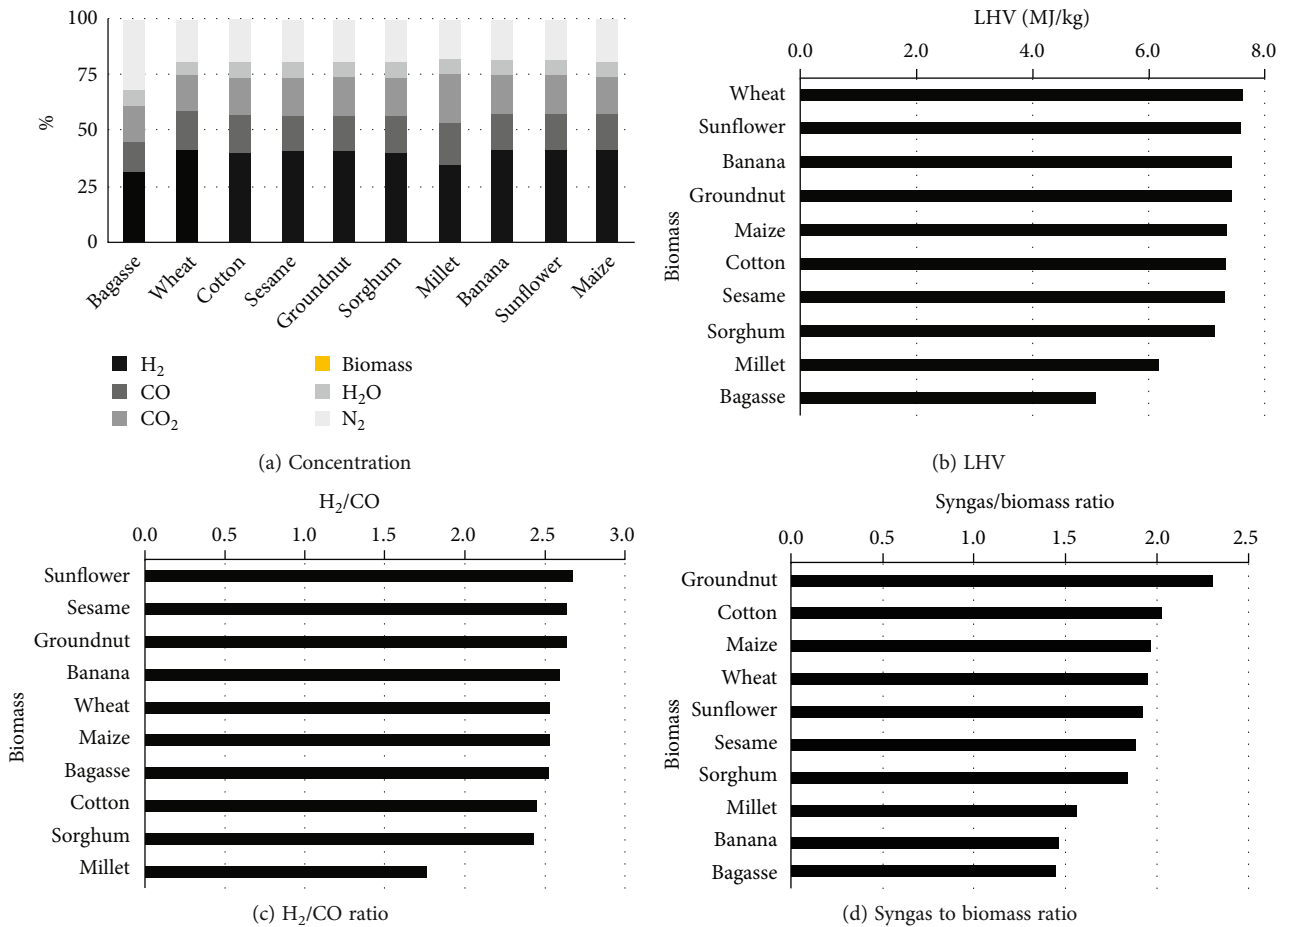 100
75
50
25
0
%
Bagasse
Wheat
Cotton
Sesame
Groundnut
Sorghum
Millet
Banana
Sunflower
Maize
H2
CO
CO2
Biomass
H2O
N2
(a) Concentration
LHV (MJ/kg)
0.0 2.0 4.0 6.0 8.0
Biomass
Wheat
Sunflower
Banana
Groundnut
Maize
Cotton
Sesame
Sorghum
Millet
Bagasse
(b) LHV
H2/CO
0.0 0.5 1.0 1.5 2.0 2.5 3.0
Biomass
Sunflower
Sesame
Groundnut
Banana
Wheat
Maize
Bagasse
Cotton
Sorghum
Millet
(c) H2/CO ratio
Syngas/biomass ratio
0.0 0.5 1.0 1.5 2.0 2.5
Biomass
Groundnut
Cotton
Maize
Wheat
Sunflower
Sesame
Sorghum
Millet
Banana
Bagasse
(d) Syngas to biomass ratio